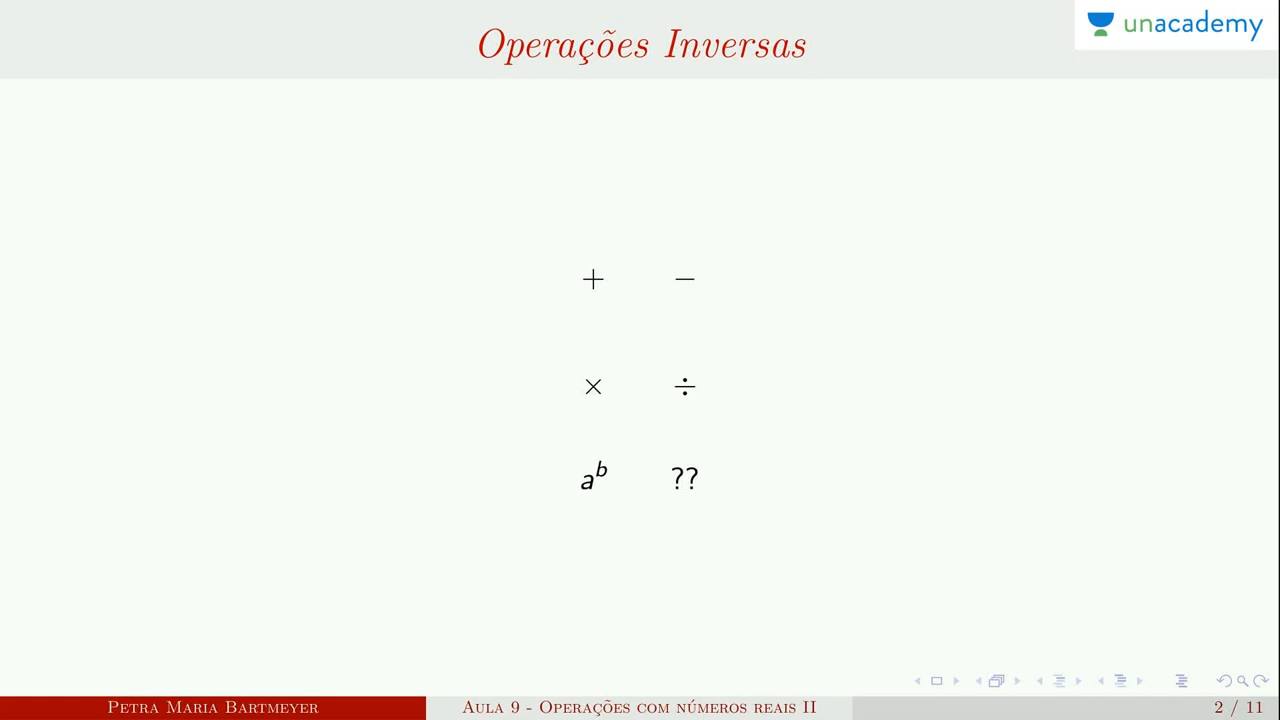 Operações Inversas
unacademy
+ −
× ÷
a^b ??
Petra Maria Bartmeyer
Aula 9 - Operações com números reais II
2 / 11